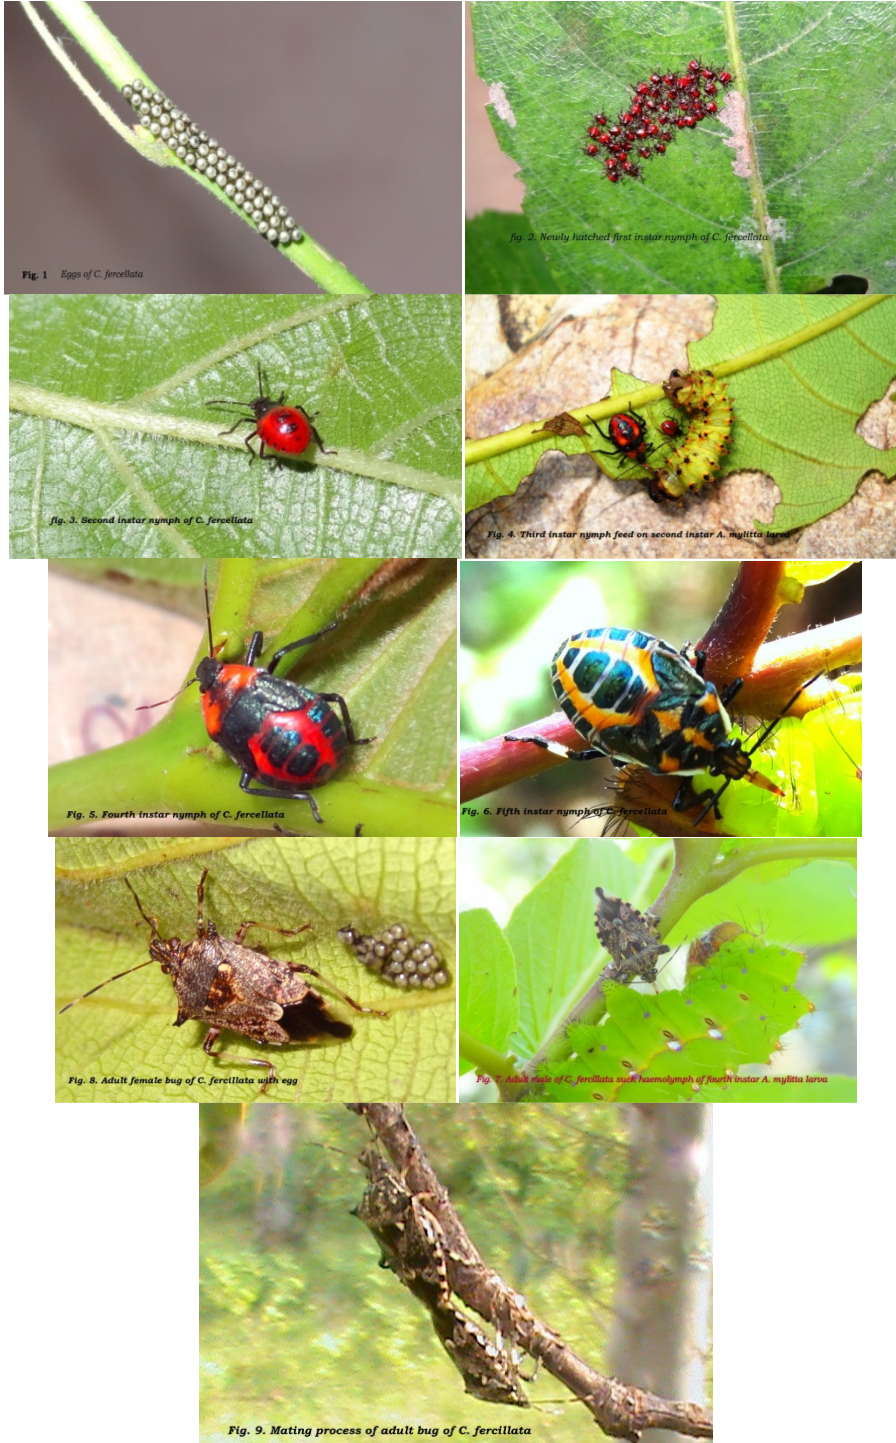 Fig. 1 Eggs of C. fercellata
fig. 2. Newly hatched first instar nymph of C. fercellata
fig. 3. Second instar nymph of C. fercellata
Fig. 4. Third instar nymph feed on second instar A. mylitta larva
Fig. 5. Fourth instar nymph of C. fercellata
Fig. 6. Fifth instar nymph of C. fercellata
Fig. 8. Adult female bug of C. fercillata with egg
Fig. 7. Adult male of C. fercillata suck haemolymph of fourth instar A. mylitta larva
Fig. 9. Mating process of adult bug of C. fercillata